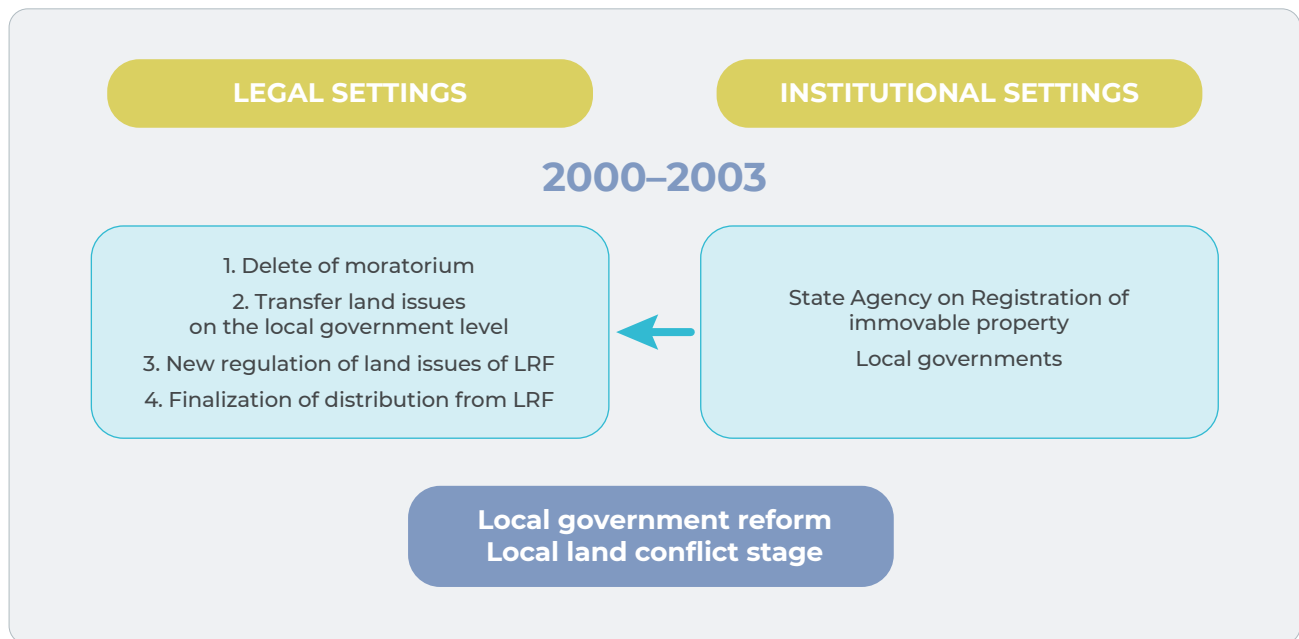 LEGAL SETTINGS
INSTITUTIONAL SETTINGS
2000–2003
1. Delete of moratorium
2. Transfer land issues
on the local government level
3. New regulation of land issues of LRF
4. Finalization of distribution from LRF
State Agency on Registration of
immovable property
Local governments
Local government reform
Local land conflict stage